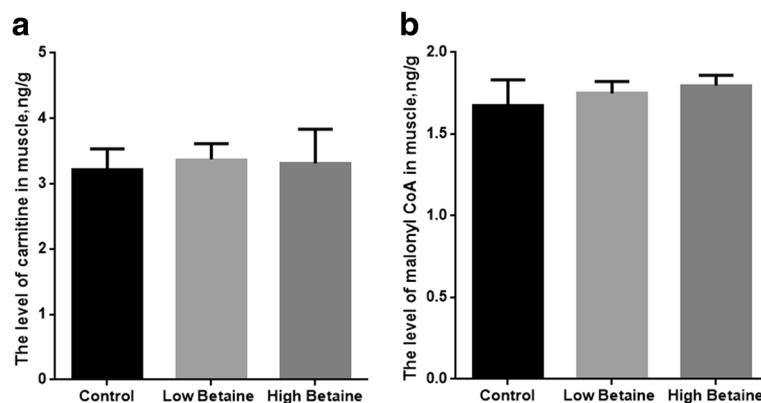 a
The level of carnitine in muscle,ng/g
5
4
3
2
1
0
Control Low Betaine High Betaine
b
The level of malonyl CoA in muscle,ng/g
2.0
1.5
1.0
0.5
0.0
Control Low Betaine High Betaine